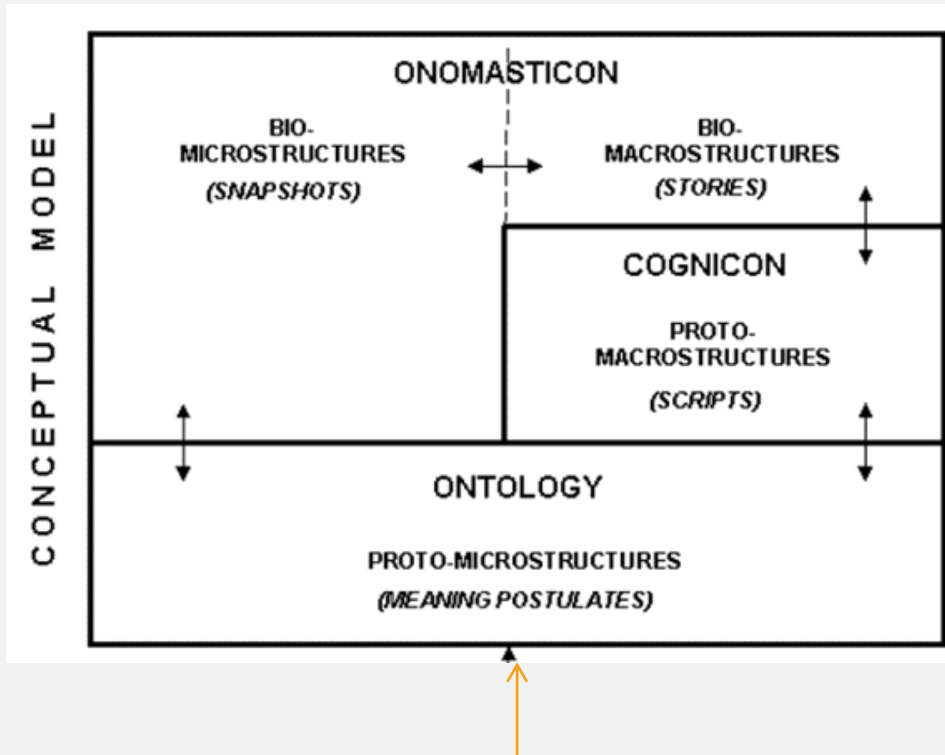 CONCEPTUAL MODEL
ONOMASTICON
BIO-
MICROSTRUCTURES
(SNAPSHOTS)
BIO-
MACROSTRUCTURES
(STORIES)
COGNICON
PROTO-
MACROSTRUCTURES
(SCRIPTS)
ONTOLOGY
PROTO-MICROSTRUCTURES
(MEANING POSTULATES)